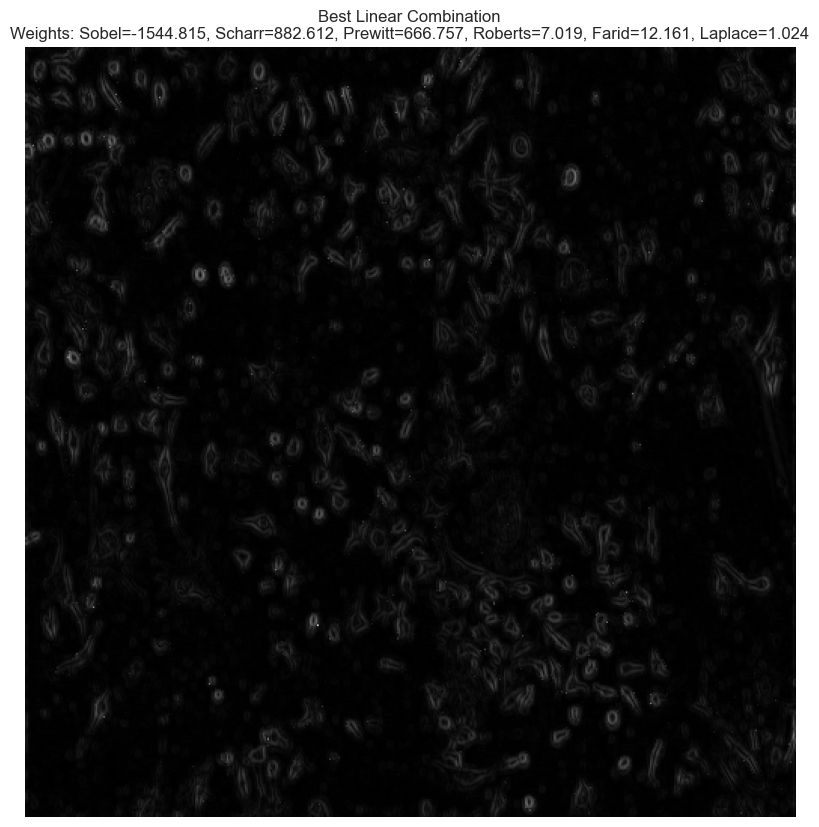 Best Linear Combination
Weights: Sobel=-1544.815, Scharr=882.612, Prewitt=666.757, Roberts=7.019, Farid=12.161, Laplace=1.024